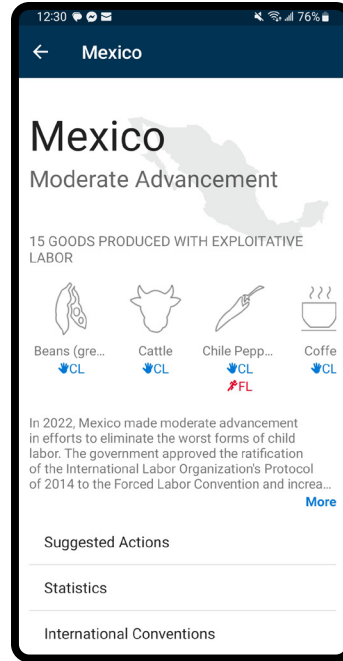 12:30 76%
Mexico
Mexico
Moderate Advancement
15 GOODS PRODUCED WITH EXPLOITATIVE
LABOR
Beans (gre... Cattle Chile Pepp... Coffe
CL CL CL CL
FL
In 2022, Mexico made moderate advancement
in efforts to eliminate the worst forms of child
labor. The government approved the ratification
of the International Labor Organization's Protocol
of 2014 to the Forced Labor Convention and increa...
More
Suggested Actions
Statistics
International Conventions